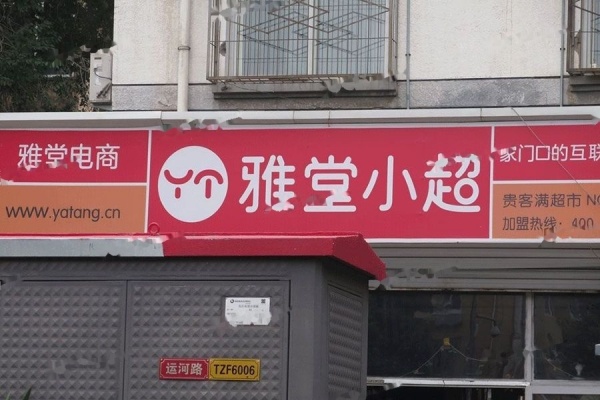 雅堂电商
www.yatang.cn
雅堂小超
家门口的互联
贵客满超市 NO
加盟热线：400
运河路
TZF6006